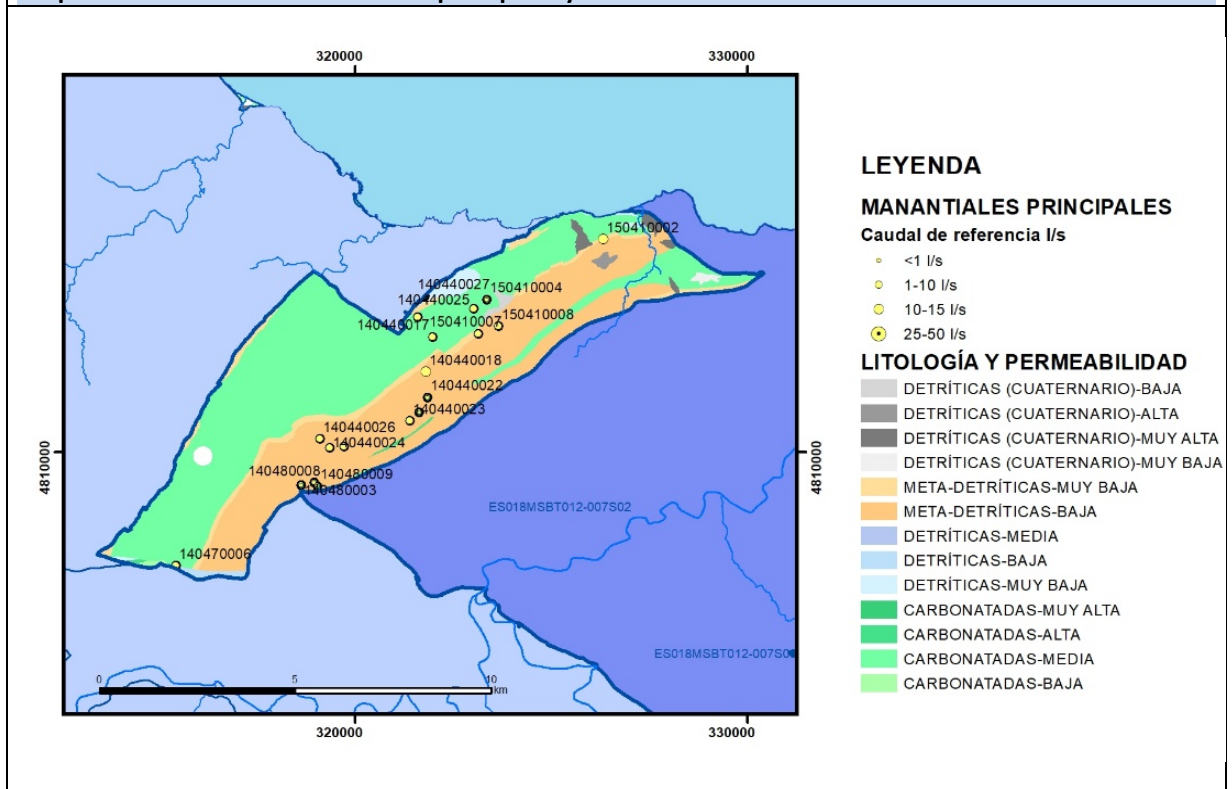 320000
330000
4810000
4810000
150410002
140440027
150410004
140440025
140440017
150410007
150410008
140440018
140440022
140440023
140440026
140440024
140480008
140480009
140480003
140470006
ES018MSBT012-007S02
0
5
10
km
320000
330000
LEYENDA
MANANTIALES PRINCIPALES
Caudal de referencia l/s
<1 l/s
1-10 l/s
10-15 l/s
25-50 l/s
LITOLOGÍA Y PERMEABILIDAD
DETRÍTICAS (CUATERNARIO)-BAJA
DETRÍTICAS (CUATERNARIO)-ALTA
DETRÍTICAS (CUATERNARIO)-MUY ALTA
DETRÍTICAS (CUATERNARIO)-MUY BAJA
META-DETRÍTICAS-MUY BAJA
META-DETRÍTICAS-BAJA
DETRÍTICAS-MEDIA
DETRÍTICAS-BAJA
DETRÍTICAS-MUY BAJA
CARBONATADAS-MUY ALTA
CARBONATADAS-ALTA
CARBONATADAS-MEDIA
CARBONATADAS-BAJA